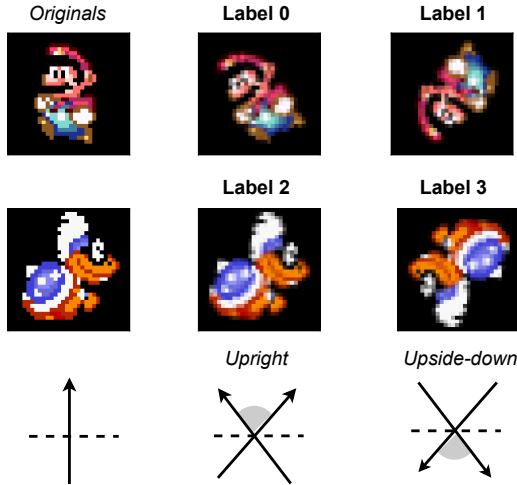 Originals
Label 0
Label 1
Label 2
Label 3
Upright
Upside-down